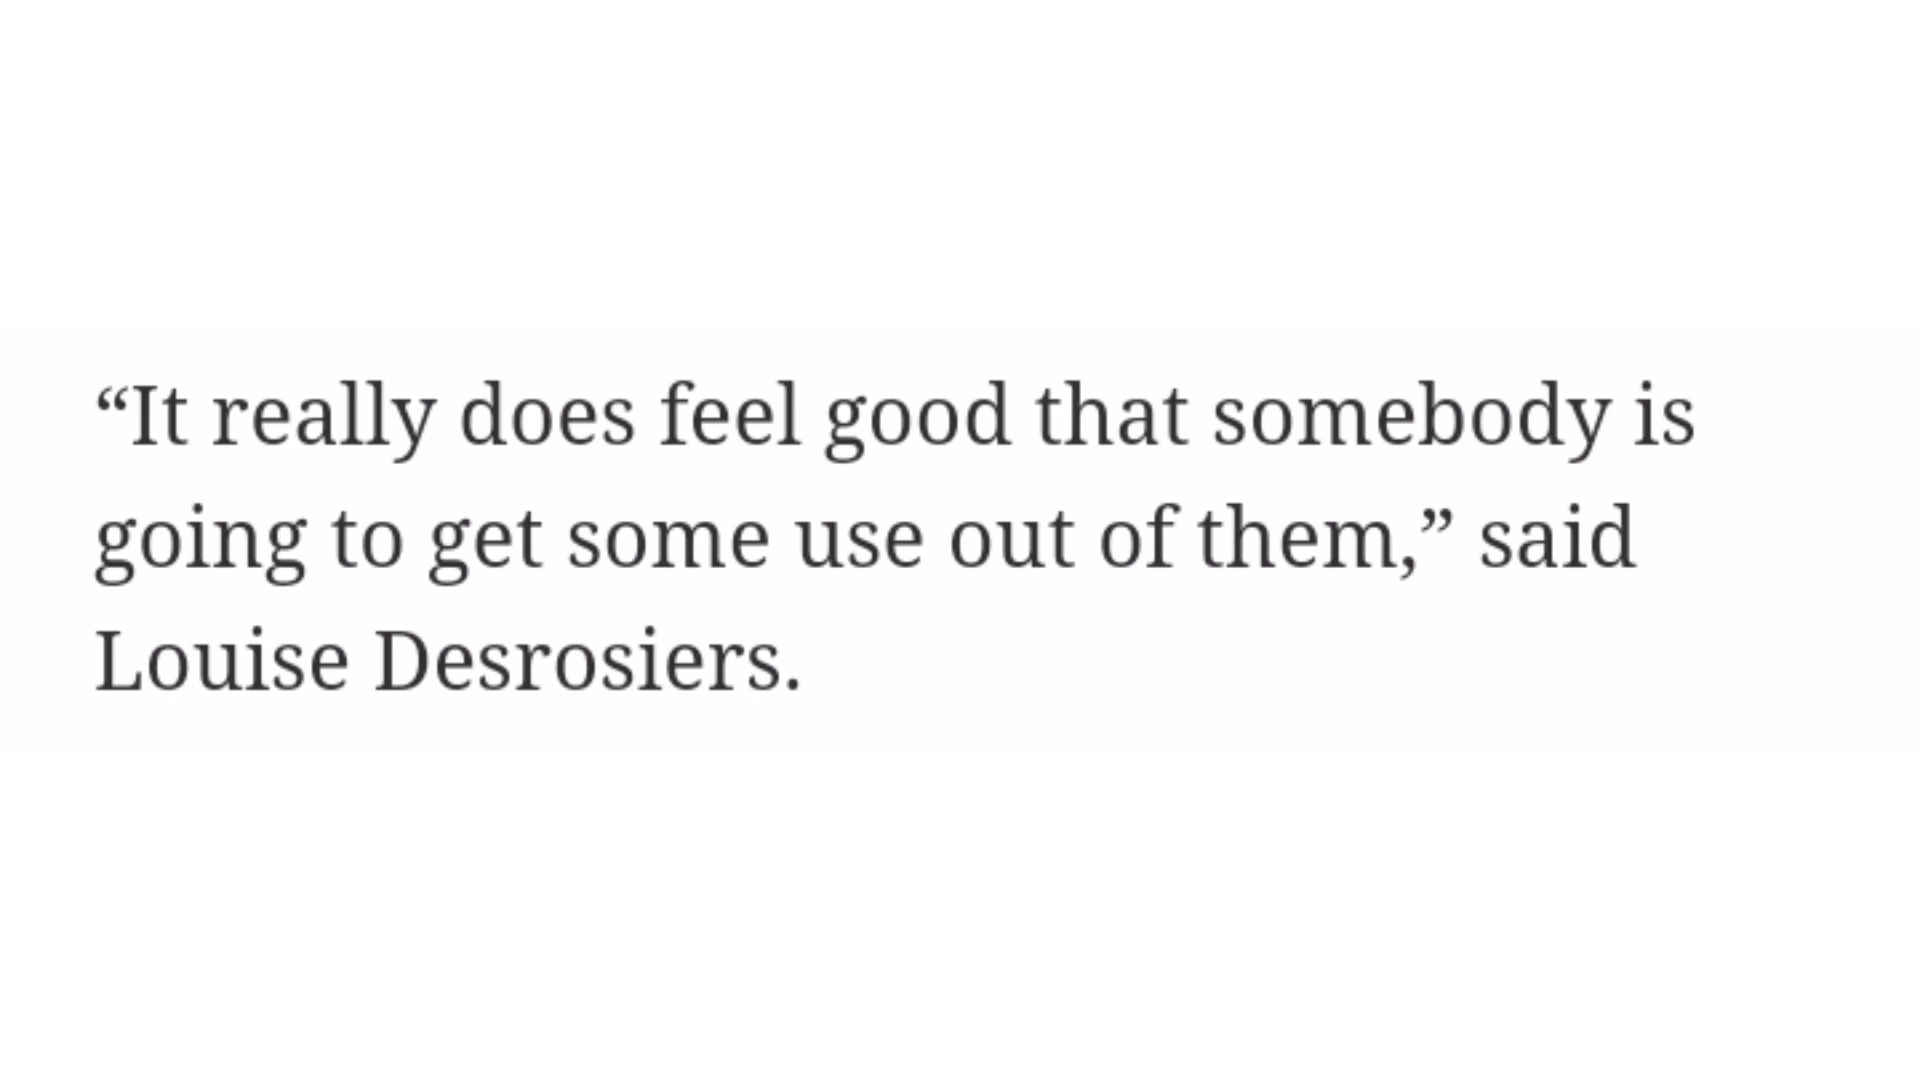 “It really does feel good that somebody is
going to get some use out of them,” said
Louise Desrosiers.